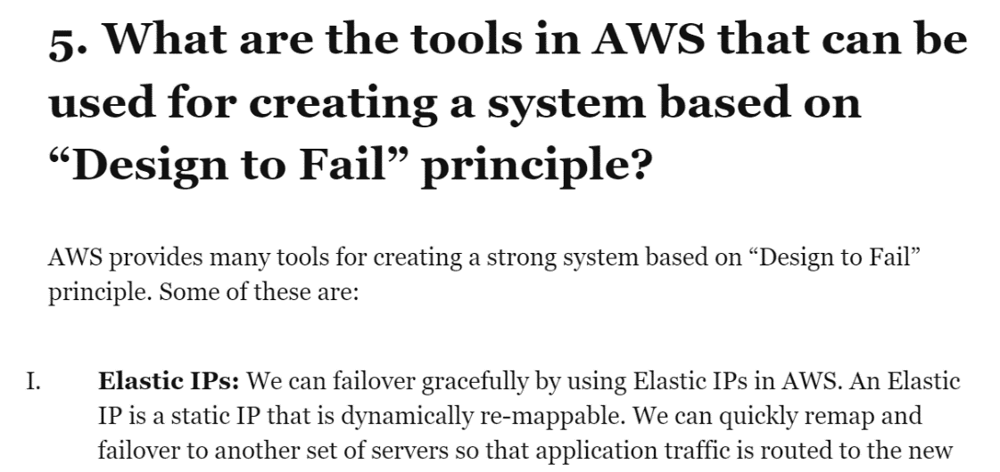 5. What are the tools in AWS that can be
used for creating a system based on
“Design to Fail” principle?
AWS provides many tools for creating a strong system based on “Design to Fail”
principle. Some of these are:
I. Elastic IPs: We can failover gracefully by using Elastic IPs in AWS. An Elastic
IP is a static IP that is dynamically re-mappable. We can quickly remap and
failover to another set of servers so that application traffic is routed to the new